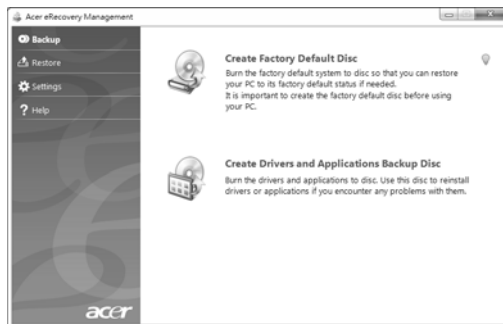 Acer eRecovery Management
Backup
Restore
Settings
Help
Create Factory Default Disc
Burn the factory default system to disc so that you can restore
your PC to its factory default status if needed.
It is important to create the factory default disc before using
your PC.
Create Drivers and Applications Backup Disc
Burn the drivers and applications to disc. Use this disc to reinstall
drivers or applications if you encounter any problems with them.
acer